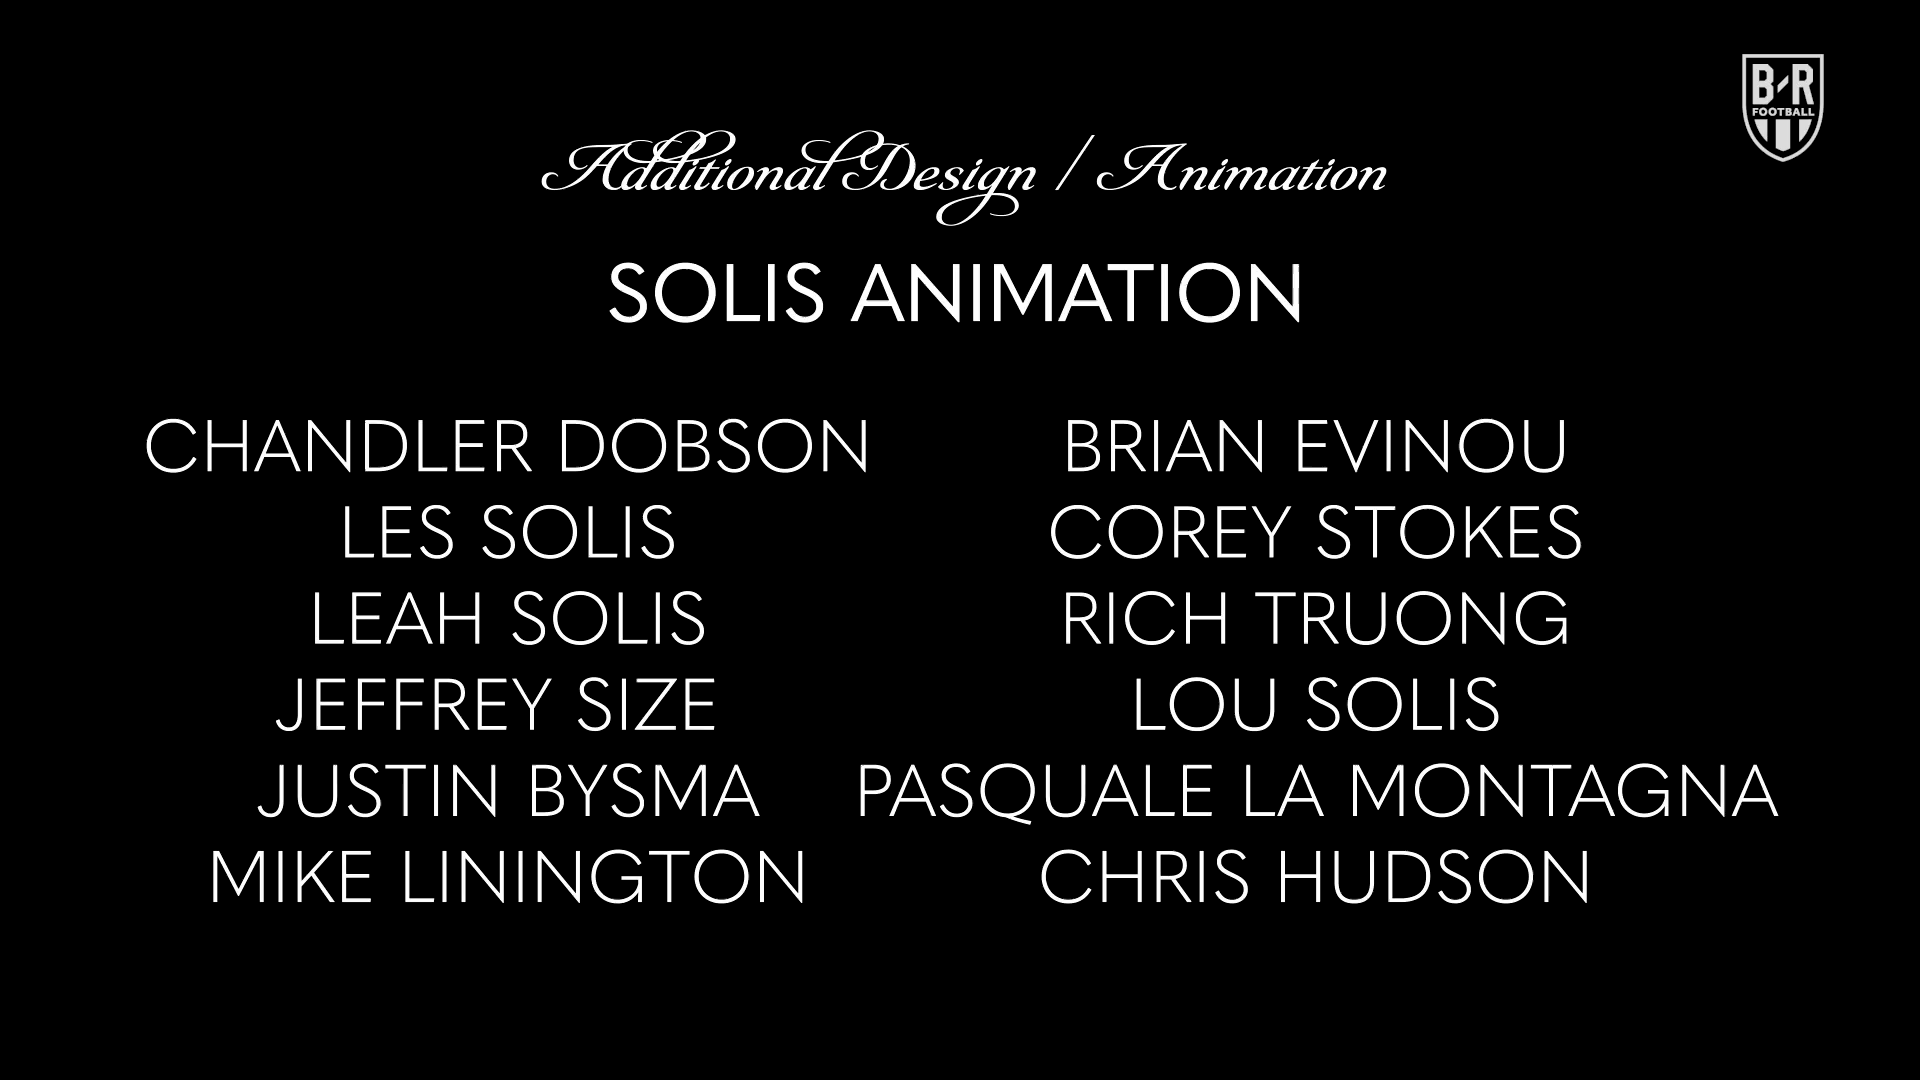 B/R
FOOTBALL
Additional Design / Animation
SOLIS ANIMATION
CHANDLER DOBSON
LES SOLIS
LEAH SOLIS
JEFFREY SIZE
JUSTIN BYSMA
MIKE LININGTON
BRIAN EVINOU
COREY STOKES
RICH TRUONG
LOU SOLIS
PASQUALE LA MONTAGNA
CHRIS HUDSON